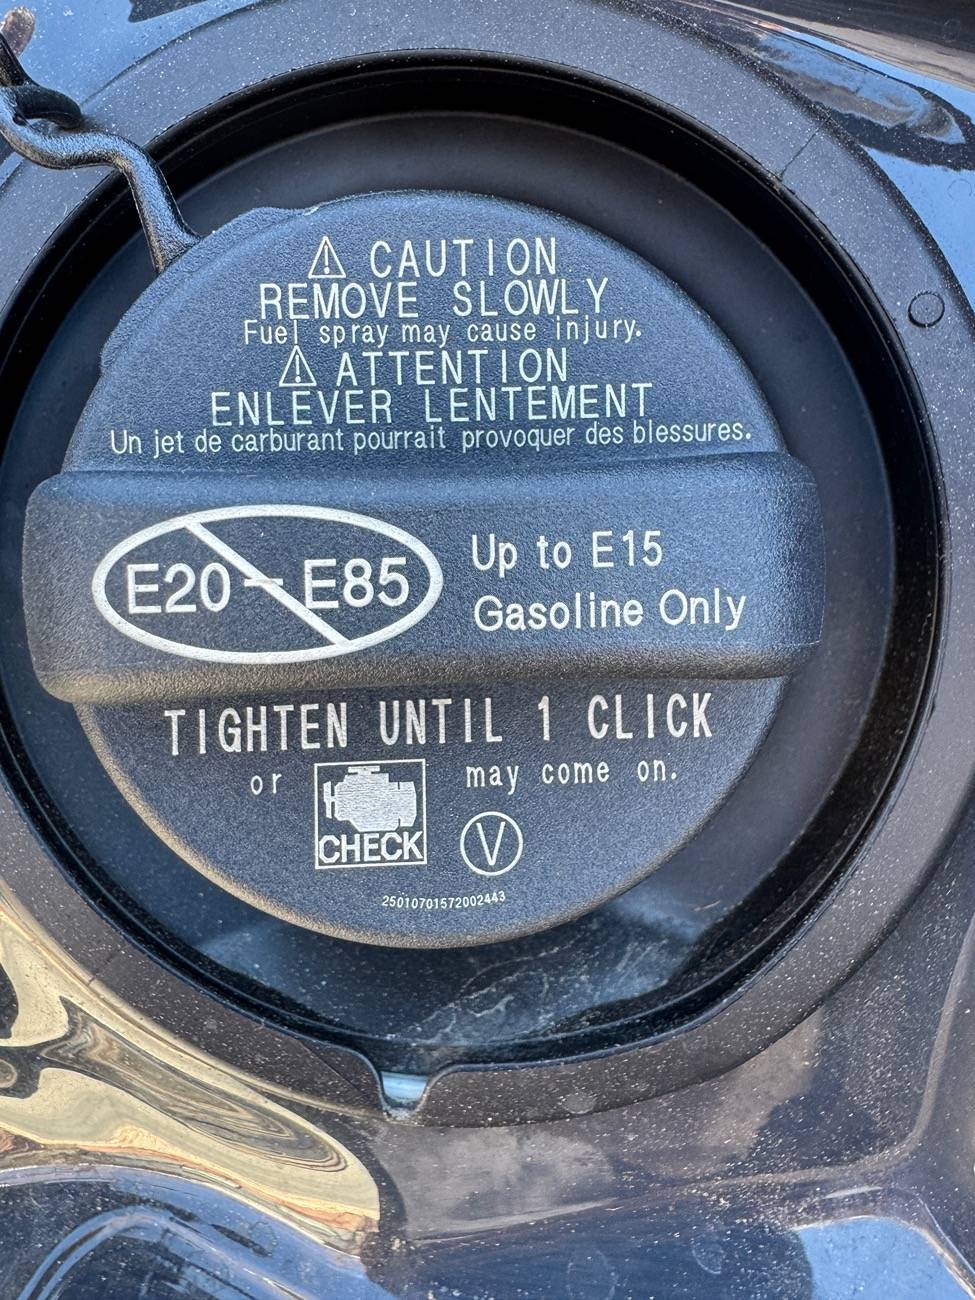 ⚠ CAUTION
REMOVE SLOWLY
Fuel spray may cause injury.
⚠ ATTENTION
ENLEVER LENTEMENT
Un jet de carburant pourrait provoquer des blessures.
E20-E85 Up to E15
Gasoline Only
TIGHTEN UNTIL 1 CLICK
or CHECK may come on.
V
25010701572002443